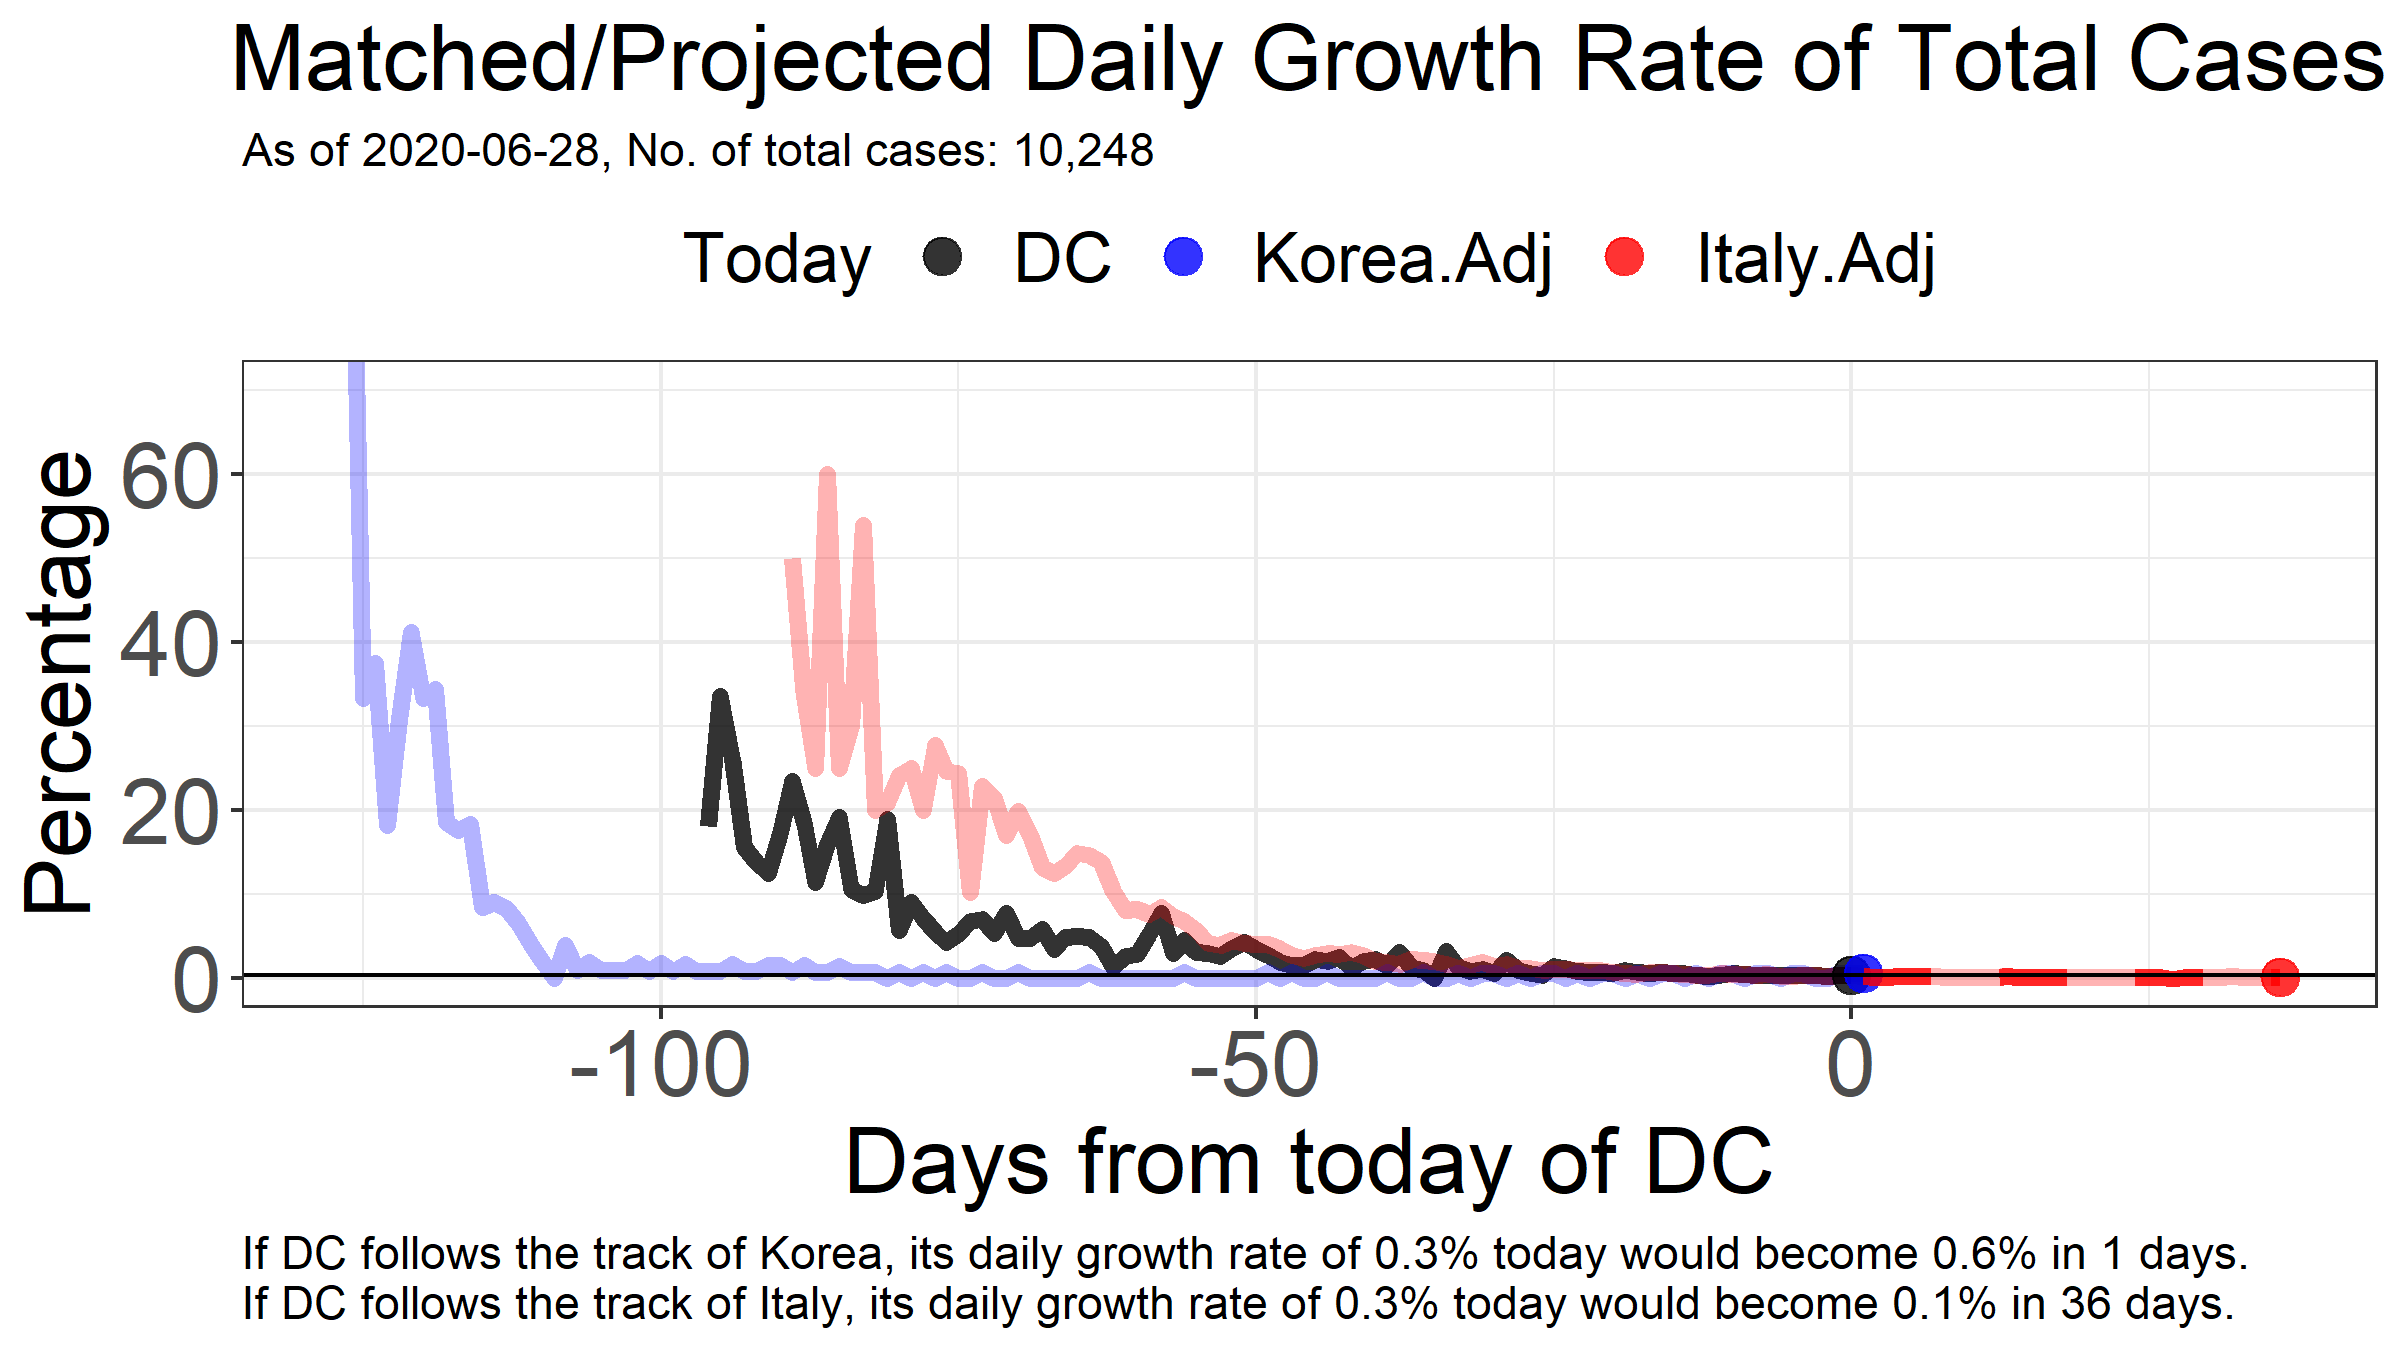 Matched/Projected Daily Growth Rate of Total Cases
As of 2020-06-28, No. of total cases: 10,248
Today DC Korea.Adj Italy.Adj
Percentage
60
40
20
0
-100 -50 0
Days from today of DC
If DC follows the track of Korea, its daily growth rate of 0.3% today would become 0.6% in 1 days.
If DC follows the track of Italy, its daily growth rate of 0.3% today would become 0.1% in 36 days.